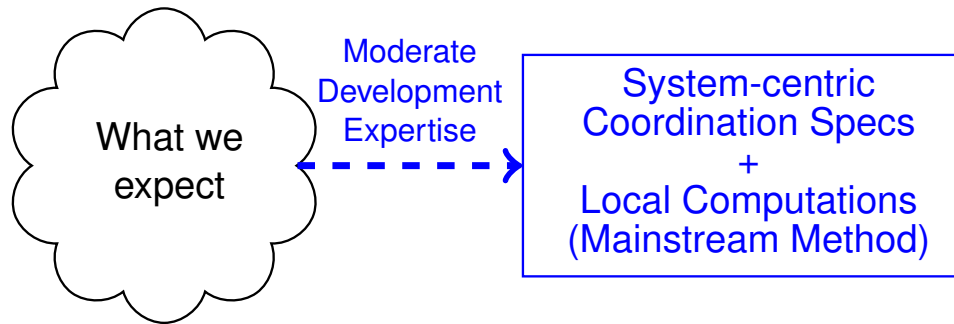 What we
expect
Moderate
Development
Expertise
System-centric
Coordination Specs
+
Local Computations
(Mainstream Method)